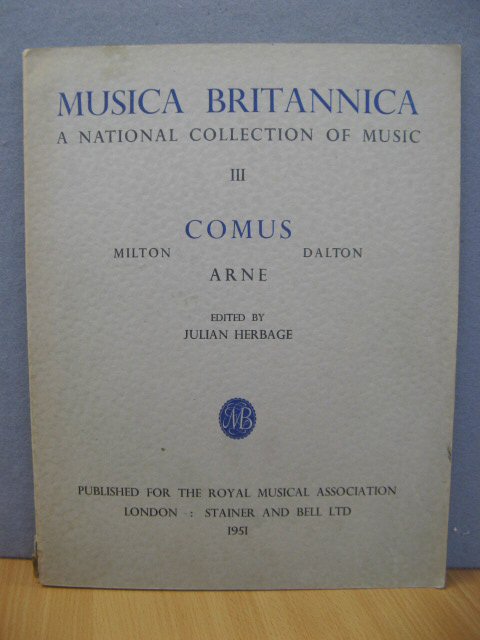 MUSICA BRITANNICA
A NATIONAL COLLECTION OF MUSIC
III
COMUS
MILTON DALTON
ARNE
EDITED BY
JULIAN HERBAGE
MB
PUBLISHED FOR THE ROYAL MUSICAL ASSOCIATION
LONDON : STAINER AND BELL LTD
1951